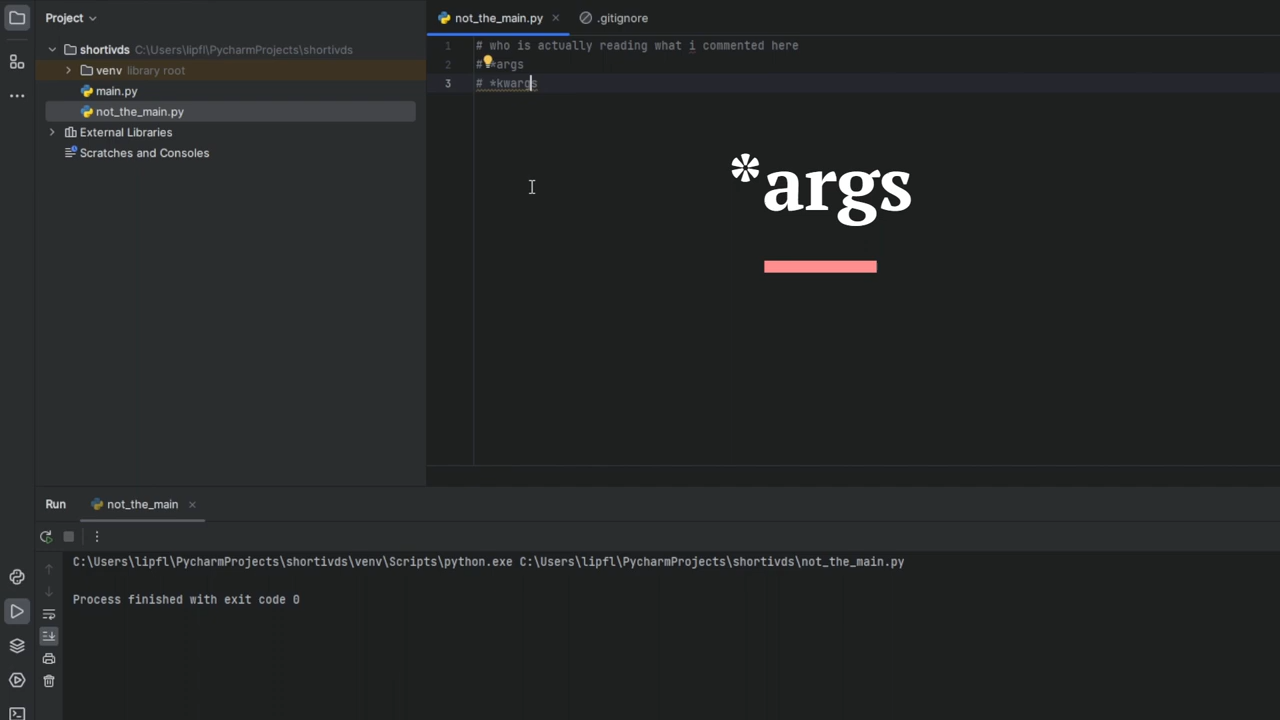 Project
shortivds C:\Users\lipfl\PycharmProjects\shortivds
venv library root
main.py
not_the_main.py
External Libraries
Scratches and Consoles
not_the_main.py
.gitignore
1 # who is actually reading what i commented here
2 # *args
3 # *kwargs
*args
Run not_the_main
C:\Users\lipfl\PycharmProjects\shortivds\venv\Scripts\python.exe C:\Users\lipfl\PycharmProjects\shortivds\not_the_main.py
Process finished with exit code 0